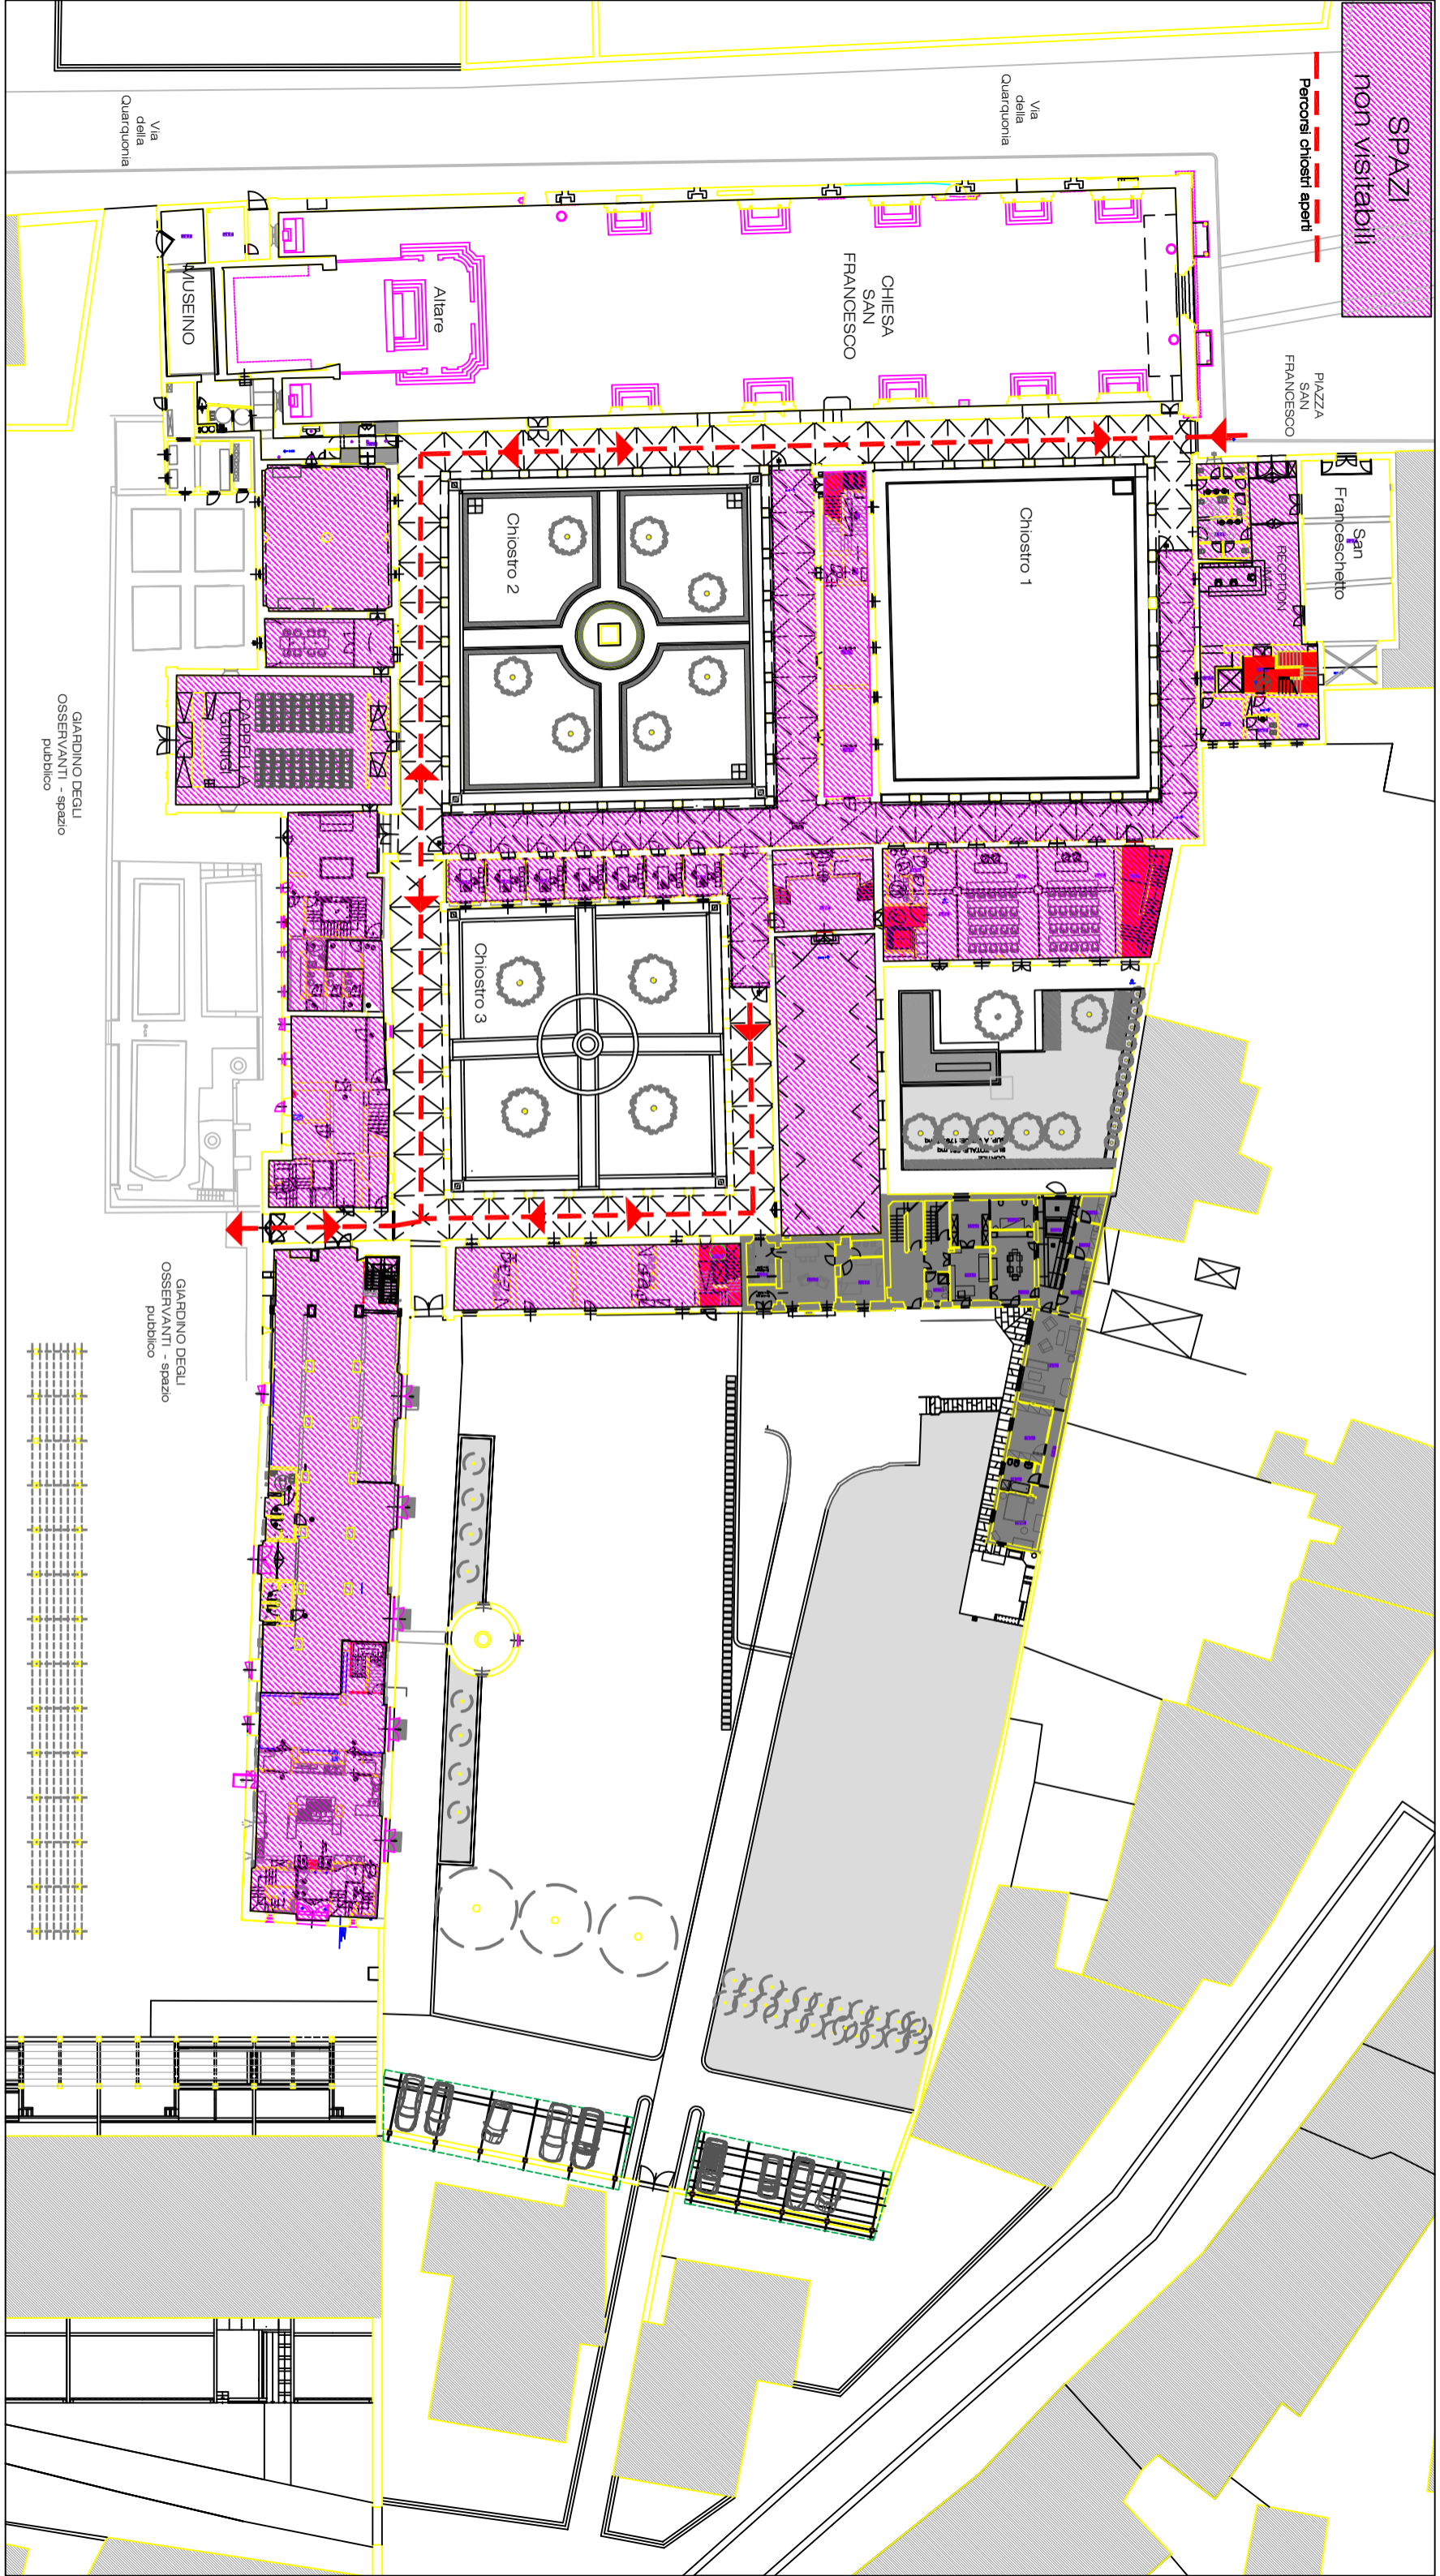 SPAZI
non visitabili
Percorsi chiostri aperti
Via
della
Quarquonia
Via
della
Quarquonia
PIAZZA
SAN
FRANCESCO
San
Franceschetto
RECEPTION
CHIESA
SAN
FRANCESCO
Altare
MUSEINO
Chiostro 1
Chiostro 2
Chiostro 3
CAPPELLA
GUINIGI
GIARDINO DEGLI
OSSERVANTI - spazio
pubblico
GIARDINO DEGLI
OSSERVANTI - spazio
pubblico